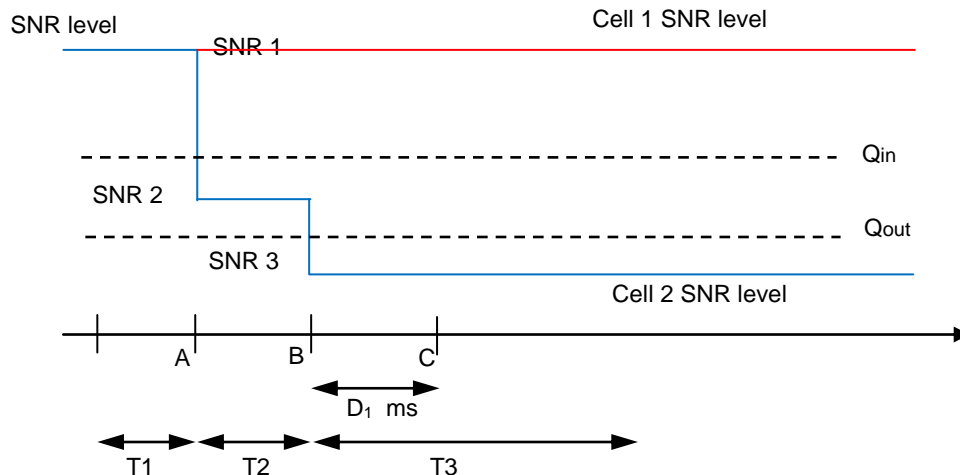 SNR level
Cell 1 SNR level
SNR 1
Qin
SNR 2
Qout
SNR 3
Cell 2 SNR level
A
B
C
D1 ms
T1
T2
T3